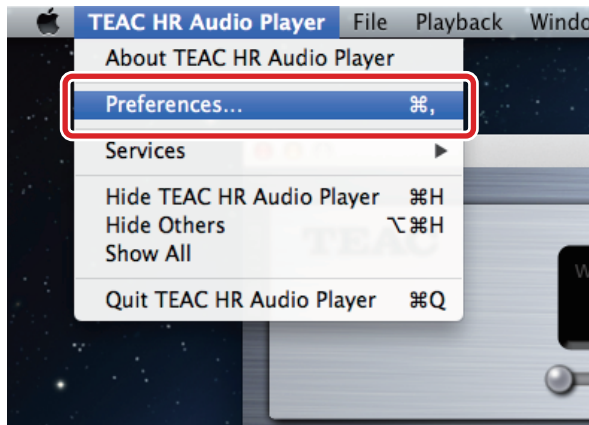 TEAC HR Audio Player File Playback
About TEAC HR Audio Player
Preferences... ⌘,
Services ▶
Hide TEAC HR Audio Player ⌘H
Hide Others ⌥⌘H
Show All
TEAC
Quit TEAC HR Audio Player ⌘Q